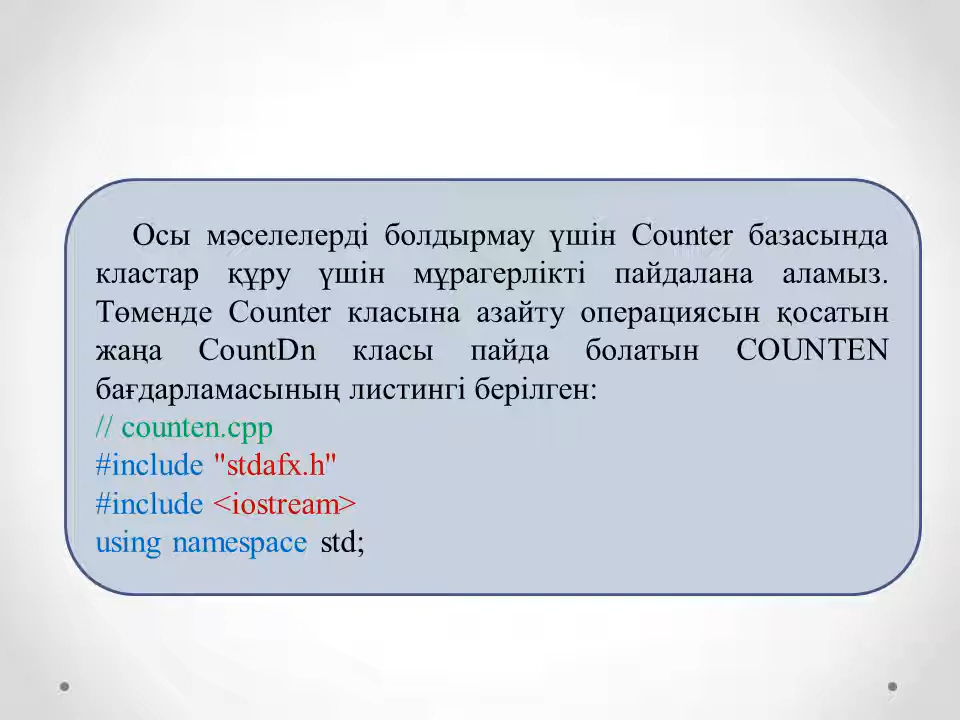 Осы мәселелерді болдырмау үшін Counter базасында
кластар құру үшін мұрагерлікті пайдалана аламыз.
Төменде Counter класына азайту операциясын қосатын
жаңа CountDn класы пайда болатын COUNTEN
бағдарламасының листингі берілген:
// counten.cpp
#include "stdafx.h"
#include <iostream>
using namespace std;